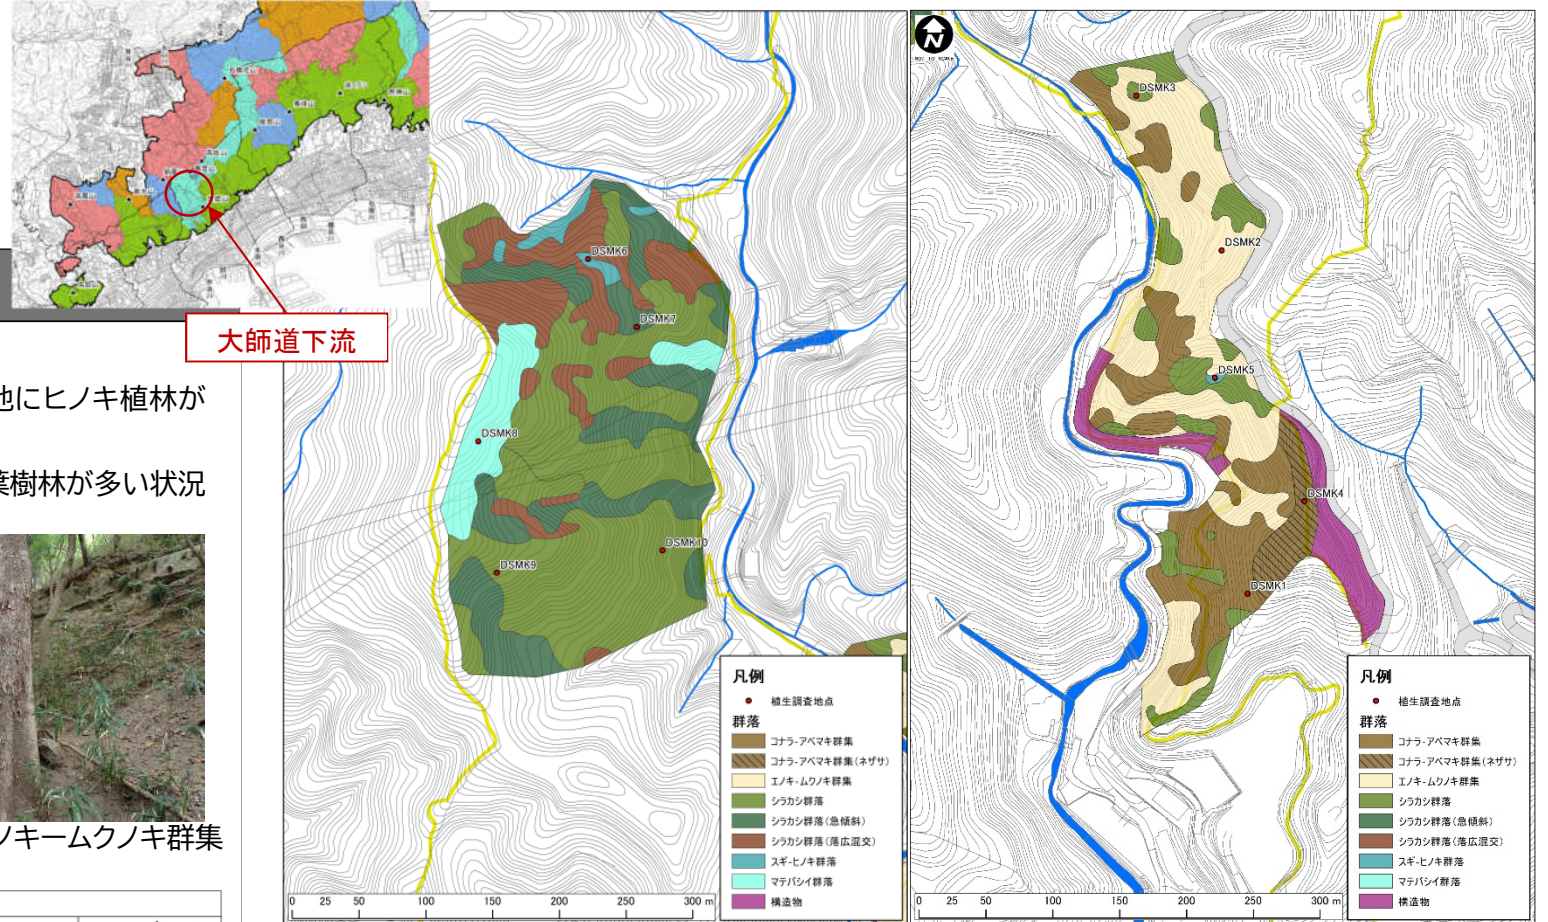 大師道下流
地にヒノキ植林が
葉樹林が多い状況
ノキームクノキ群集
DSMK6
DSMK7
DSMK8
DSMK10
DSMK9
凡例
植生調査地点
群落
コナラ-アベマキ群集
コナラ-アベマキ群集(ネザサ)
エノキ-ムクノキ群集
シラカシ群落
シラカシ群落(急傾斜)
シラカシ群落(落広混交)
スギ-ヒノキ群落
マテバシイ群落
構造物
0 25 50 100 150 200 250 300 m
N
NOT TO SCALE
DSMK3
DSMK2
DSMK5
DSMK4
DSMK1
凡例
植生調査地点
群落
コナラ-アベマキ群集
コナラ-アベマキ群集(ネザサ)
エノキ-ムクノキ群集
シラカシ群落
シラカシ群落(急傾斜)
シラカシ群落(落広混交)
スギ-ヒノキ群落
マテバシイ群落
構造物
0 25 50 100 150 200 250 300 m